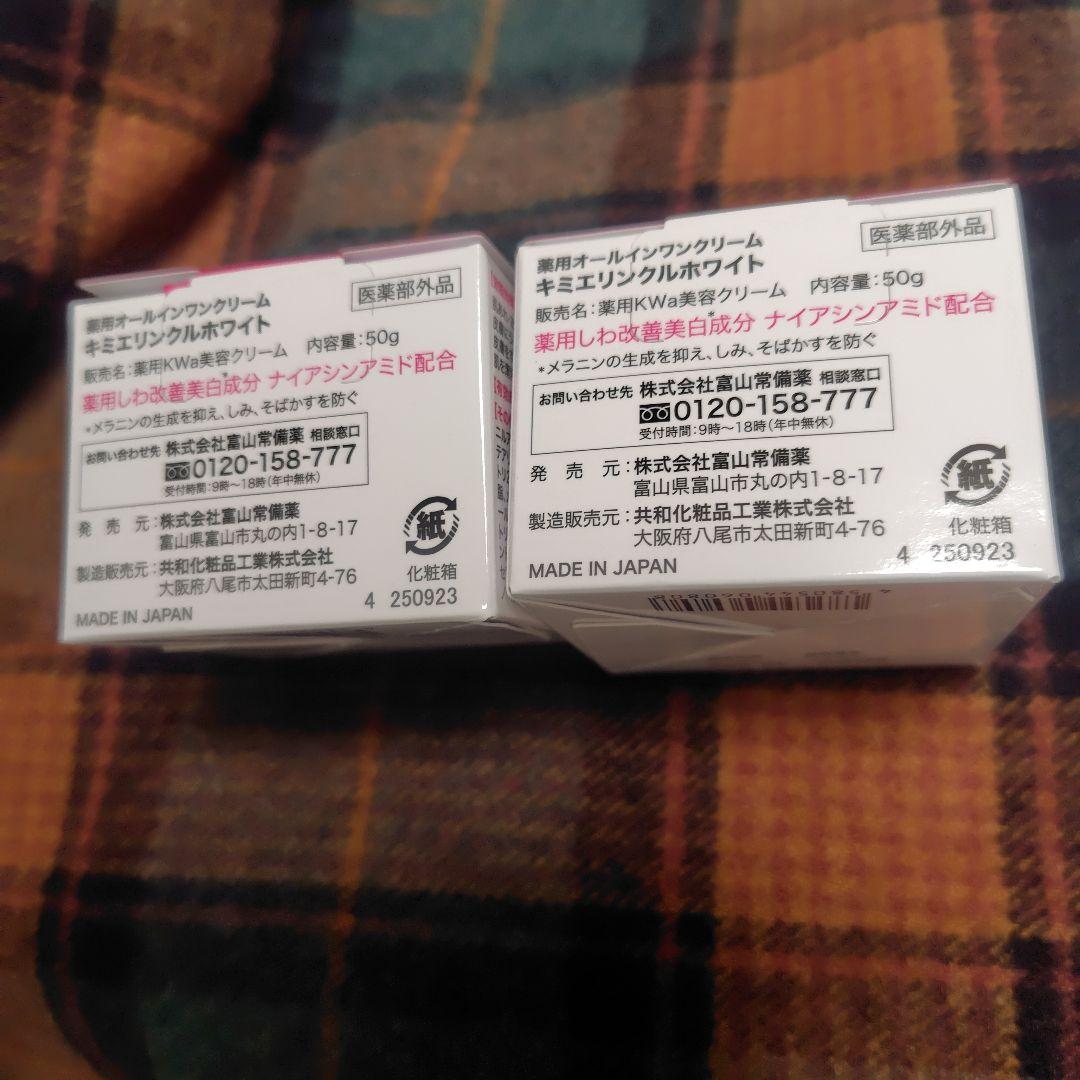 薬用オールインワンクリーム
キミエリンクルホワイト
医薬部外品
販売名：薬用KWa美容クリーム 内容量：50g
薬用しわ改善美白*成分 ナイアシンアミド配合
*メラニンの生成を抑え、しみ、そばかすを防ぐ
お問い合わせ先 株式会社富山常備薬 相談窓口
0120-158-777
受付時間：9時〜18時（年中無休）
発売元：株式会社富山常備薬
富山県富山市丸の内1-8-17
製造販売元：共和化粧品工業株式会社
大阪府八尾市太田新町4-76
MADE IN JAPAN
紙
化粧箱
4 250923
薬用オールインワンクリーム
キミエリンクルホワイト
医薬部外品
販売名：薬用KWa美容クリーム 内容量：50g
薬用しわ改善美白*成分 ナイアシンアミド配合
*メラニンの生成を抑え、しみ、そばかすを防ぐ
お問い合わせ先 株式会社富山常備薬 相談窓口
0120-158-777
受付時間：9時〜18時（年中無休）
発売元：株式会社富山常備薬
富山県富山市丸の内1-8-17
製造販売元：共和化粧品工業株式会社
大阪府八尾市太田新町4-76
MADE IN JAPAN
紙
化粧箱
4 250923